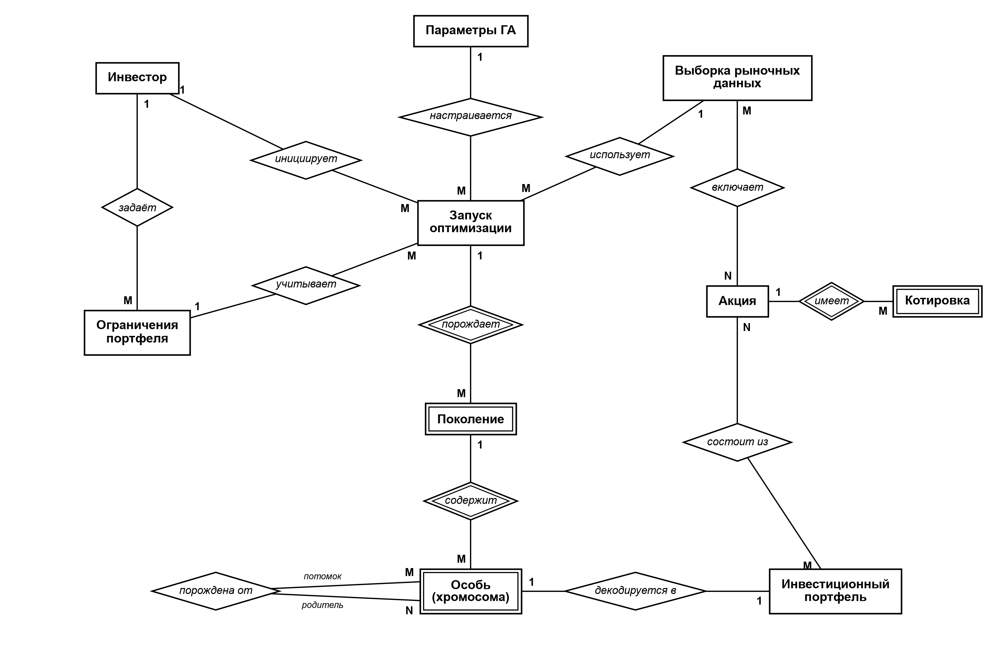 Параметры ГА
1
Инвестор
1
1
Выборка рыночных
данных
1
M
настраивается
инициирует
использует
включает
задаёт
M
M
M
Запуск
оптимизации
M
1
учитывает
M
1
Ограничения
портфеля
N
Акция
1
имеет
M
Котировка
N
порождает
M
Поколение
1
состоит из
содержит
M
M
порождена от
потомок
M
родитель
N
Особь
(хромосома)
1
декодируется в
1
Инвестиционный
портфель